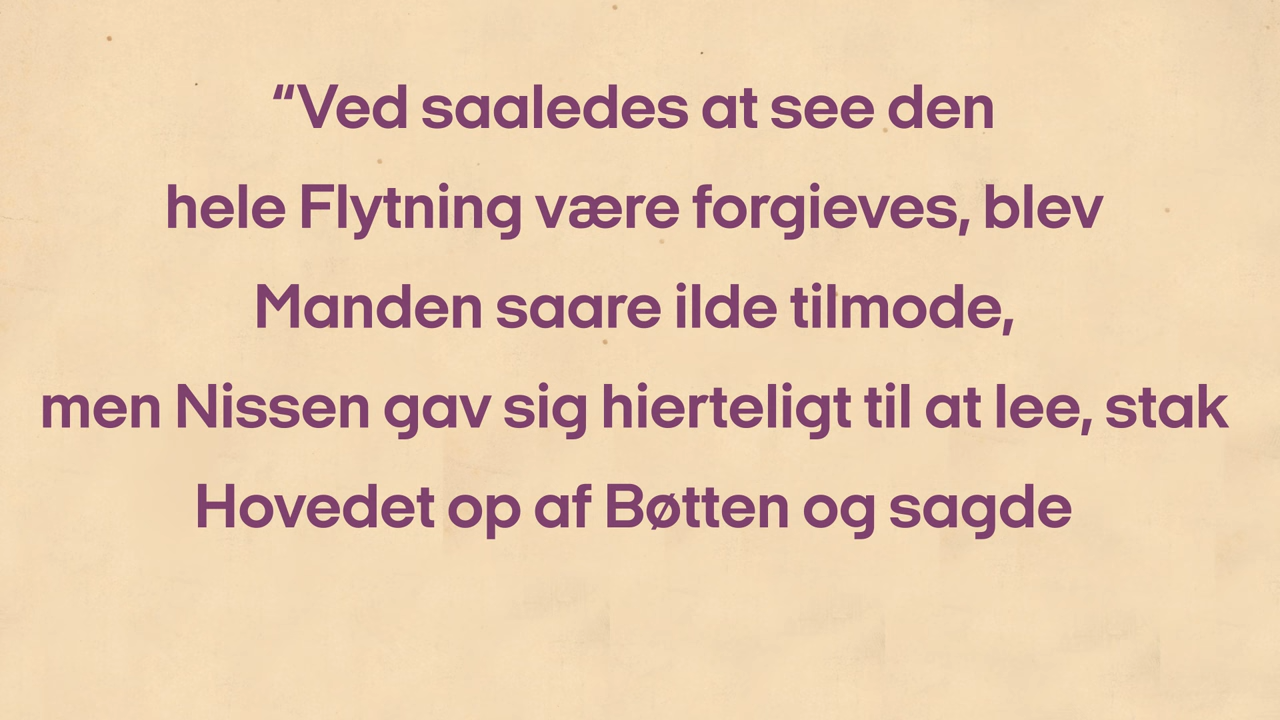 “Ved saaledes at see den
hele Flytning være forgieves, blev
Manden saare ilde tilmode,
men Nissen gav sig hierteligt til at lee, stak
Hovedet op af Bøtten og sagde